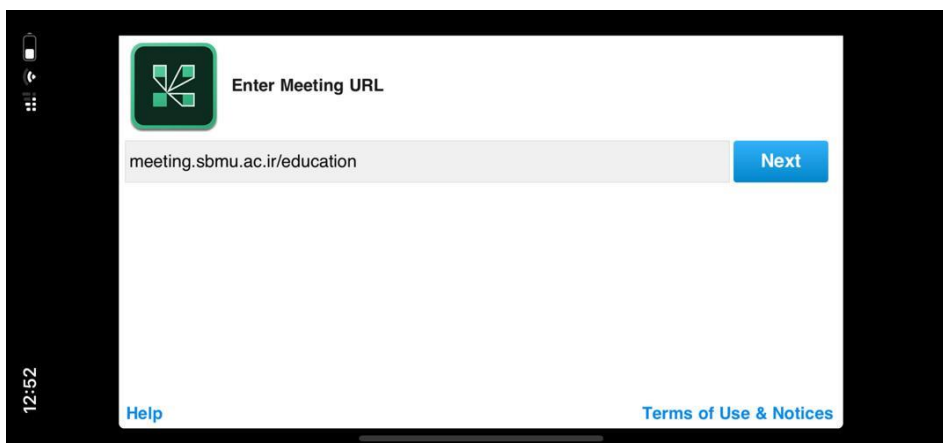 Enter Meeting URL
meeting.sbmu.ac.ir/education
Next
12:52
Help
Terms of Use & Notices